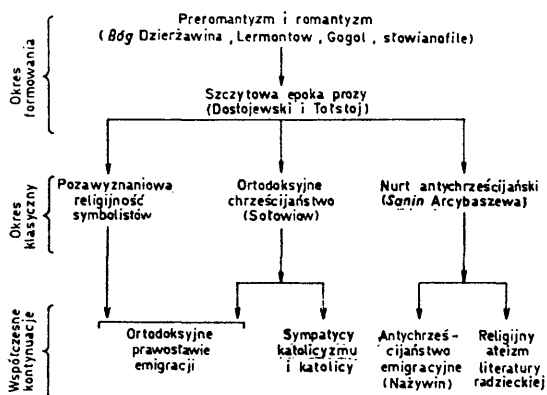 Preromantyzm i romantyzm
(Bóg Dzierżawina, Lermontow, Gogol, słowianofile)
Okres
formowania
Szczytowa epoka prozy
(Dostojewski i Tołstoj)
Okres
klasyczny
Pozawyznaniowa
religijność
symbolistów
Ortodoksyjne
chrześcijaństwo
(Sołowiow)
Nurt antychrześcijański
(Sanin Arcybaszewa)
Współczesne
kontynuacje
Ortodoksyjne
prawosławie
emigracji
Sympatycy
katolicyzmu
i katolicy
Antychrześ-
cijaństwo
emigracyjne
(Nażywin)
Religijny
ateizm
literatury
radzieckiej